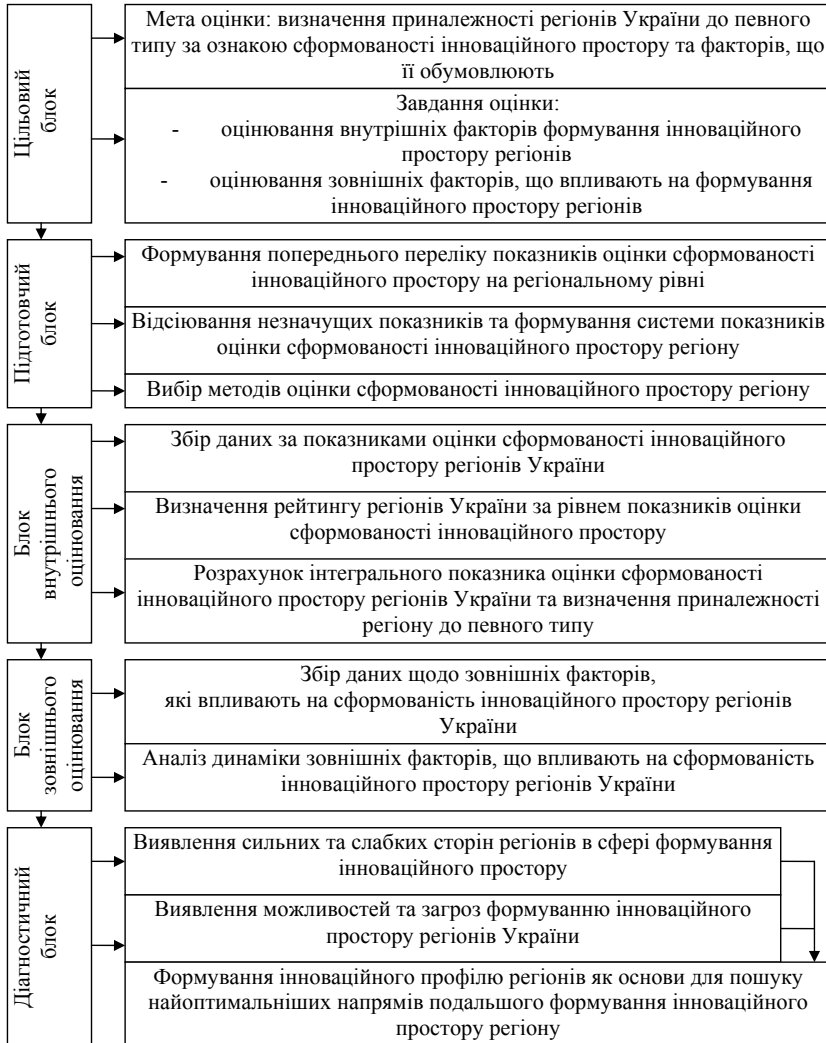 Цільовий
блок
Мета оцінки: визначення приналежності регіонів України до певного
типу за ознакою сформованості інноваційного простору та факторів, що
її обумовлюють
Завдання оцінки:
- оцінювання внутрішніх факторів формування інноваційного
простору регіонів
- оцінювання зовнішніх факторів, що впливають на формування
інноваційного простору регіонів
Підготовчий
блок
Формування попереднього переліку показників оцінки сформованості
інноваційного простору на регіональному рівні
Відсіювання незначущих показників та формування системи показників
оцінки сформованості інноваційного простору регіону
Вибір методів оцінки сформованості інноваційного простору регіону
Блок
внутрішнього
оцінювання
Збір даних за показниками оцінки сформованості інноваційного
простору регіонів України
Визначення рейтингу регіонів України за рівнем показників оцінки
сформованості інноваційного простору
Розрахунок інтегрального показника оцінки сформованості
інноваційного простору регіонів України та визначення приналежності
регіону до певного типу
Блок
зовнішнього
оцінювання
Збір даних щодо зовнішніх факторів,
які впливають на сформованість інноваційного простору регіонів
України
Аналіз динаміки зовнішніх факторів, що впливають на сформованість
інноваційного простору регіонів України
Діагностичний
блок
Виявлення сильних та слабких сторін регіонів в сфері формування
інноваційного простору
Виявлення можливостей та загроз формуванню інноваційного
простору регіонів України
Формування інноваційного профілю регіонів як основи для пошуку
найоптимальніших напрямів подальшого формування інноваційного
простору регіону